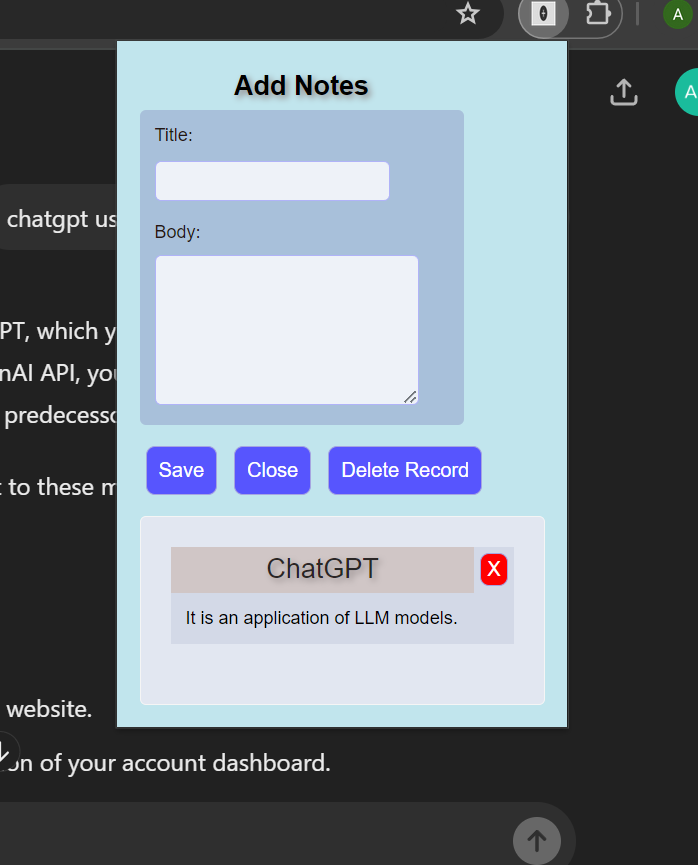 A
Add Notes
A
Title:
chatgpt us
Body:
PT, which y
nAI API, you
predecesso
Save
Close
Delete Record
t to these m
ChatGPT
X
It is an application of LLM models.
website.
on of your account dashboard.